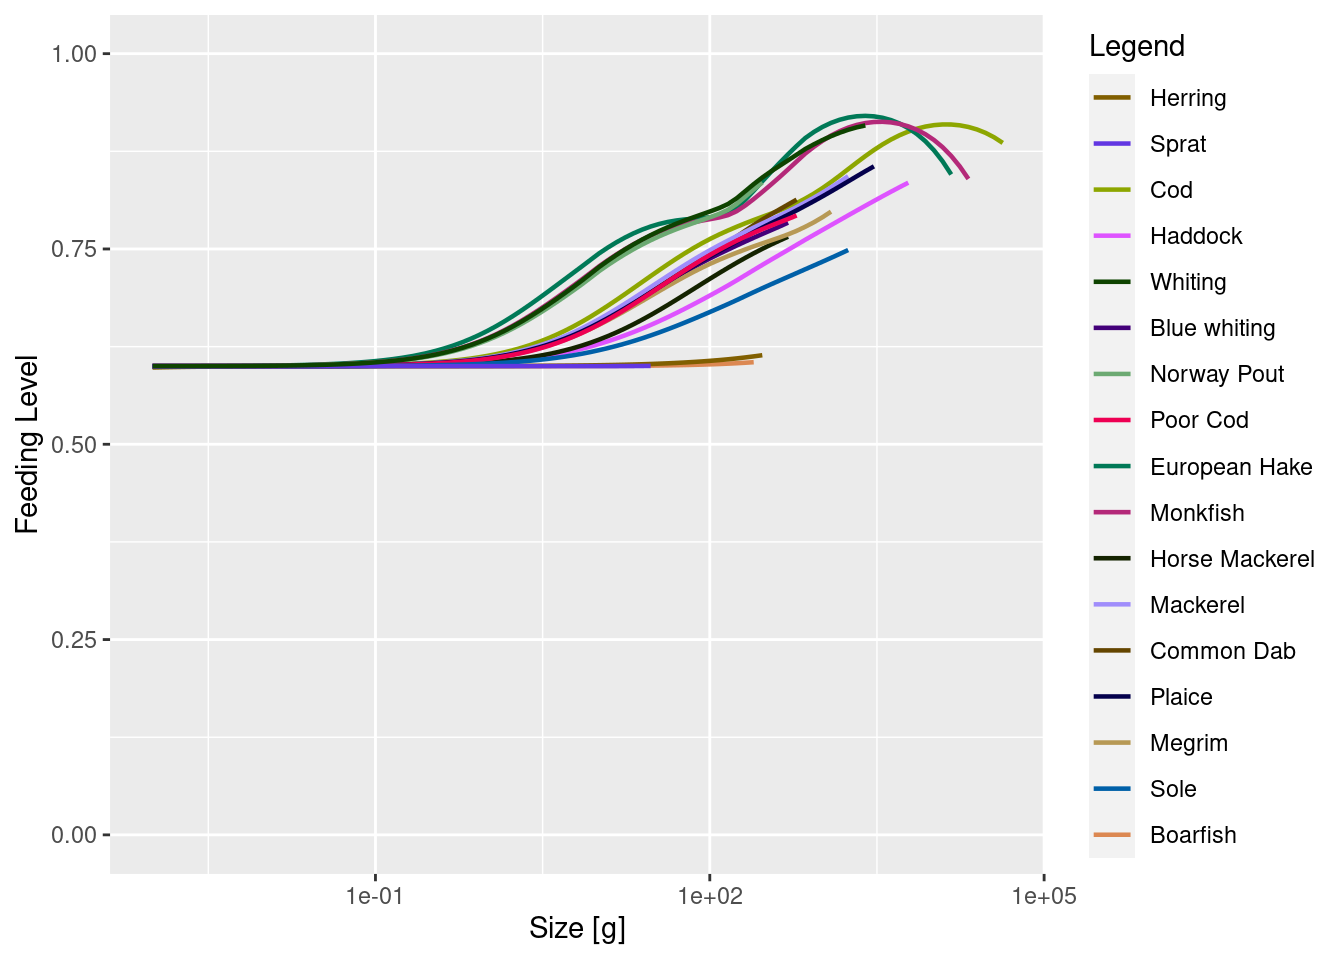 Legend
Herring
Sprat
Cod
Haddock
Whiting
Blue whiting
Norway Pout
Poor Cod
European Hake
Monkfish
Horse Mackerel
Mackerel
Common Dab
Plaice
Megrim
Sole
Boarfish
Feeding Level
1.00
0.75
0.50
0.25
0.00
1e-01
1e+02
1e+05
Size [g]